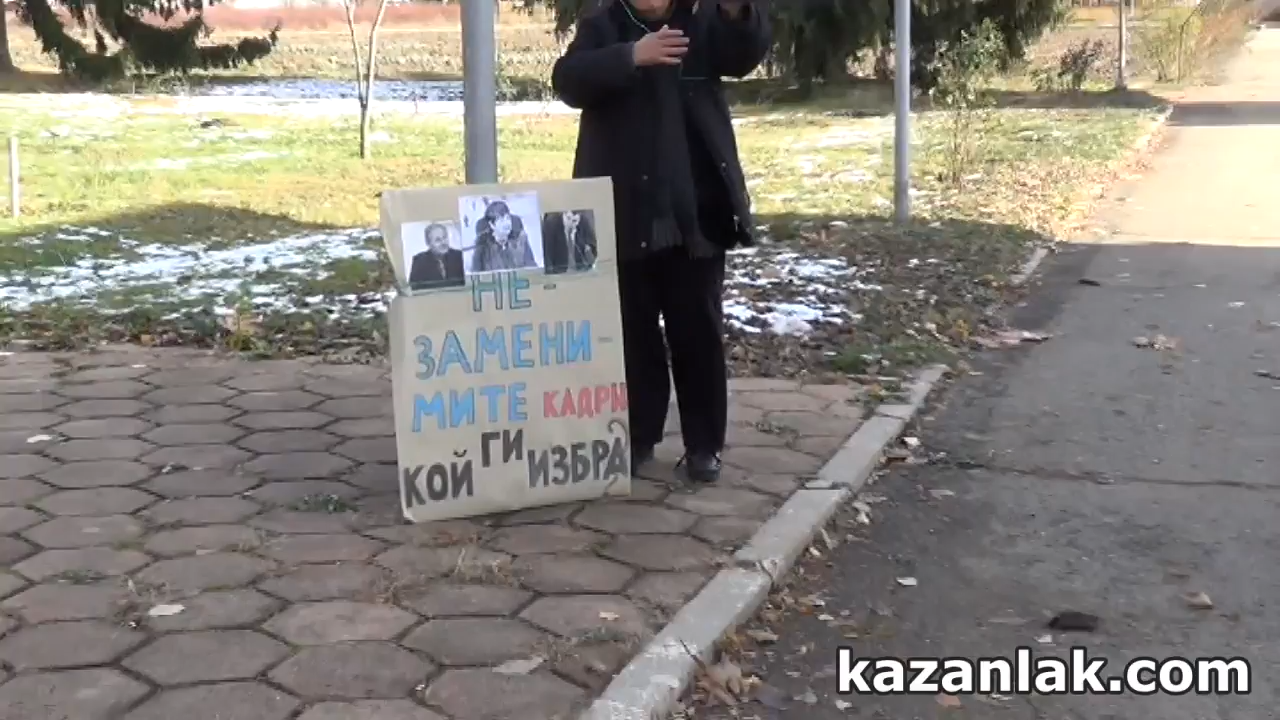 НЕ-
ЗАМЕНИ-
МИТЕ КАДРИ
КОЙ ГИ ИЗБРА?
kazanlak.com